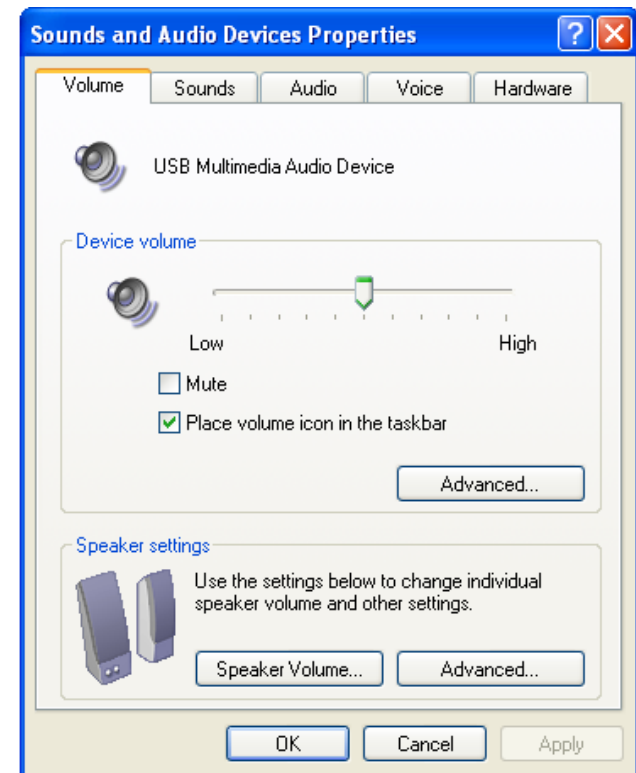 Sounds and Audio Devices Properties
Volume Sounds Audio Voice Hardware
USB Multimedia Audio Device
Device volume
Low High
Mute
Place volume icon in the taskbar
Advanced...
Speaker settings
Use the settings below to change individual
speaker volume and other settings.
Speaker Volume... Advanced...
OK Cancel Apply